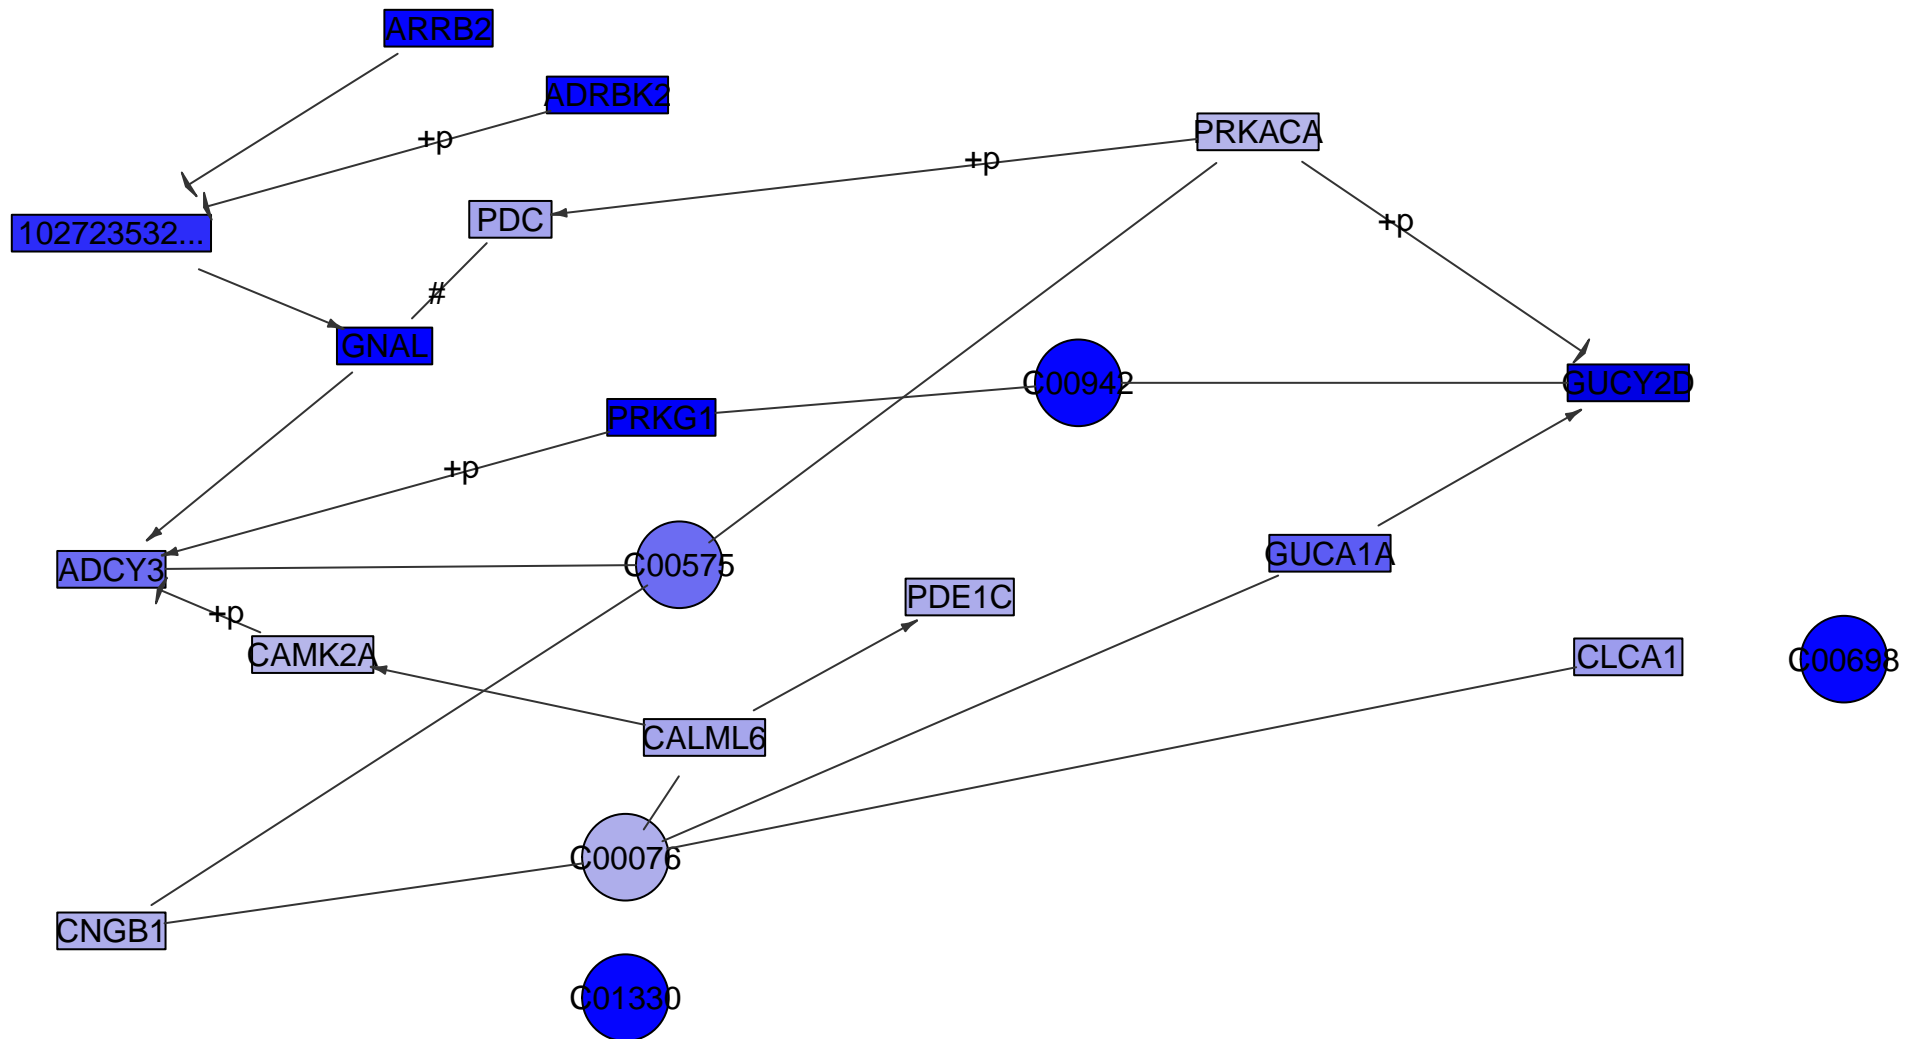 ARRB2
ADRBK2
PRKACA
+p
+p
PDC
+p
102723532...
#
GNAL
C00942
GUCY2D
PRKG1
+p
GUCA1A
C00575
ADCY3
PDE1C
+p
CAMK2A
CLCA1
C00698
CALML6
C00076
CNGB1
C01330